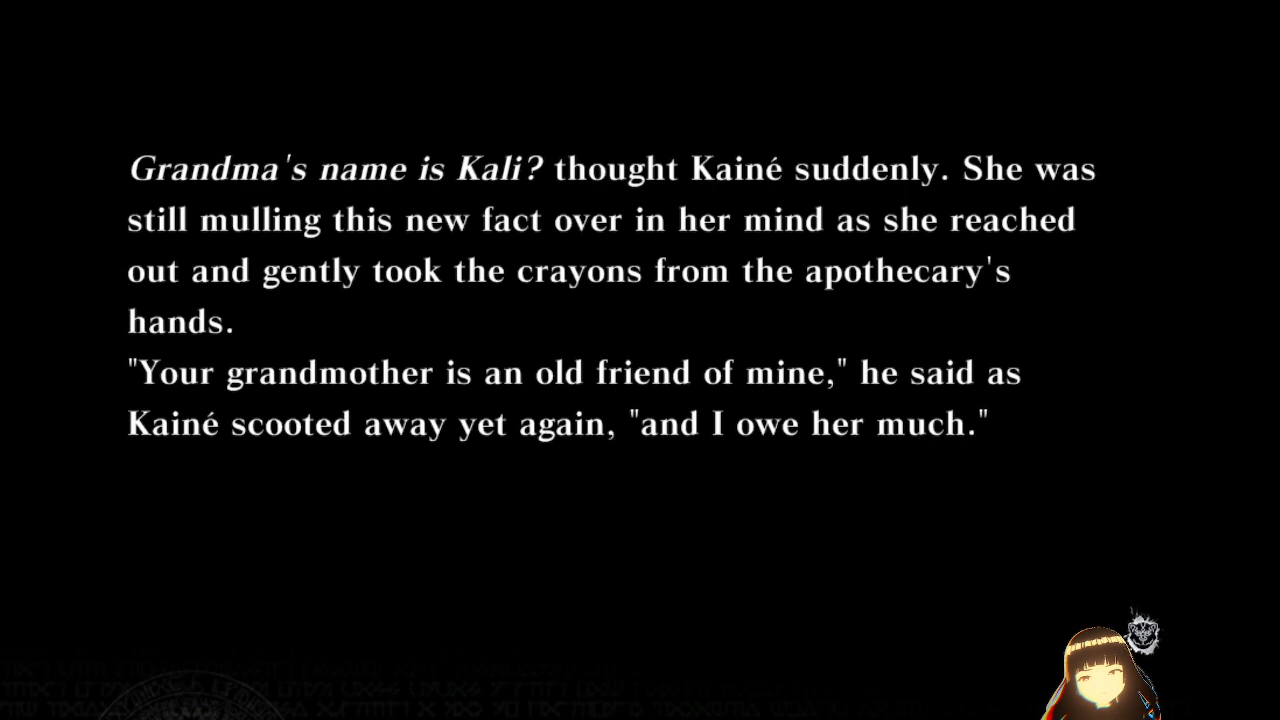 Grandma's name is Kali? thought Kainé suddenly. She was
still mulling this new fact over in her mind as she reached
out and gently took the crayons from the apothecary's
hands.
"Your grandmother is an old friend of mine," he said as
Kainé scooted away yet again, "and I owe her much."